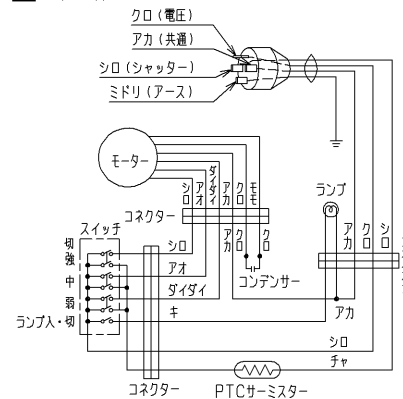 クロ(電圧)
アカ(共通)
シロ(シャッター)
ミドリ(アース)
モーター
シロ
アオ
ダイダイ
アカ
クロ
モモ
コネクター
ランプ
アカ
クロ
シロ
スイッチ
切
強
中
弱
ランプ入・切
シロ
アオ
ダイダイ
キ
アカ
クロ
コンデンサー
アカ
シロ
チャ
コネクター
PTCサーミスター